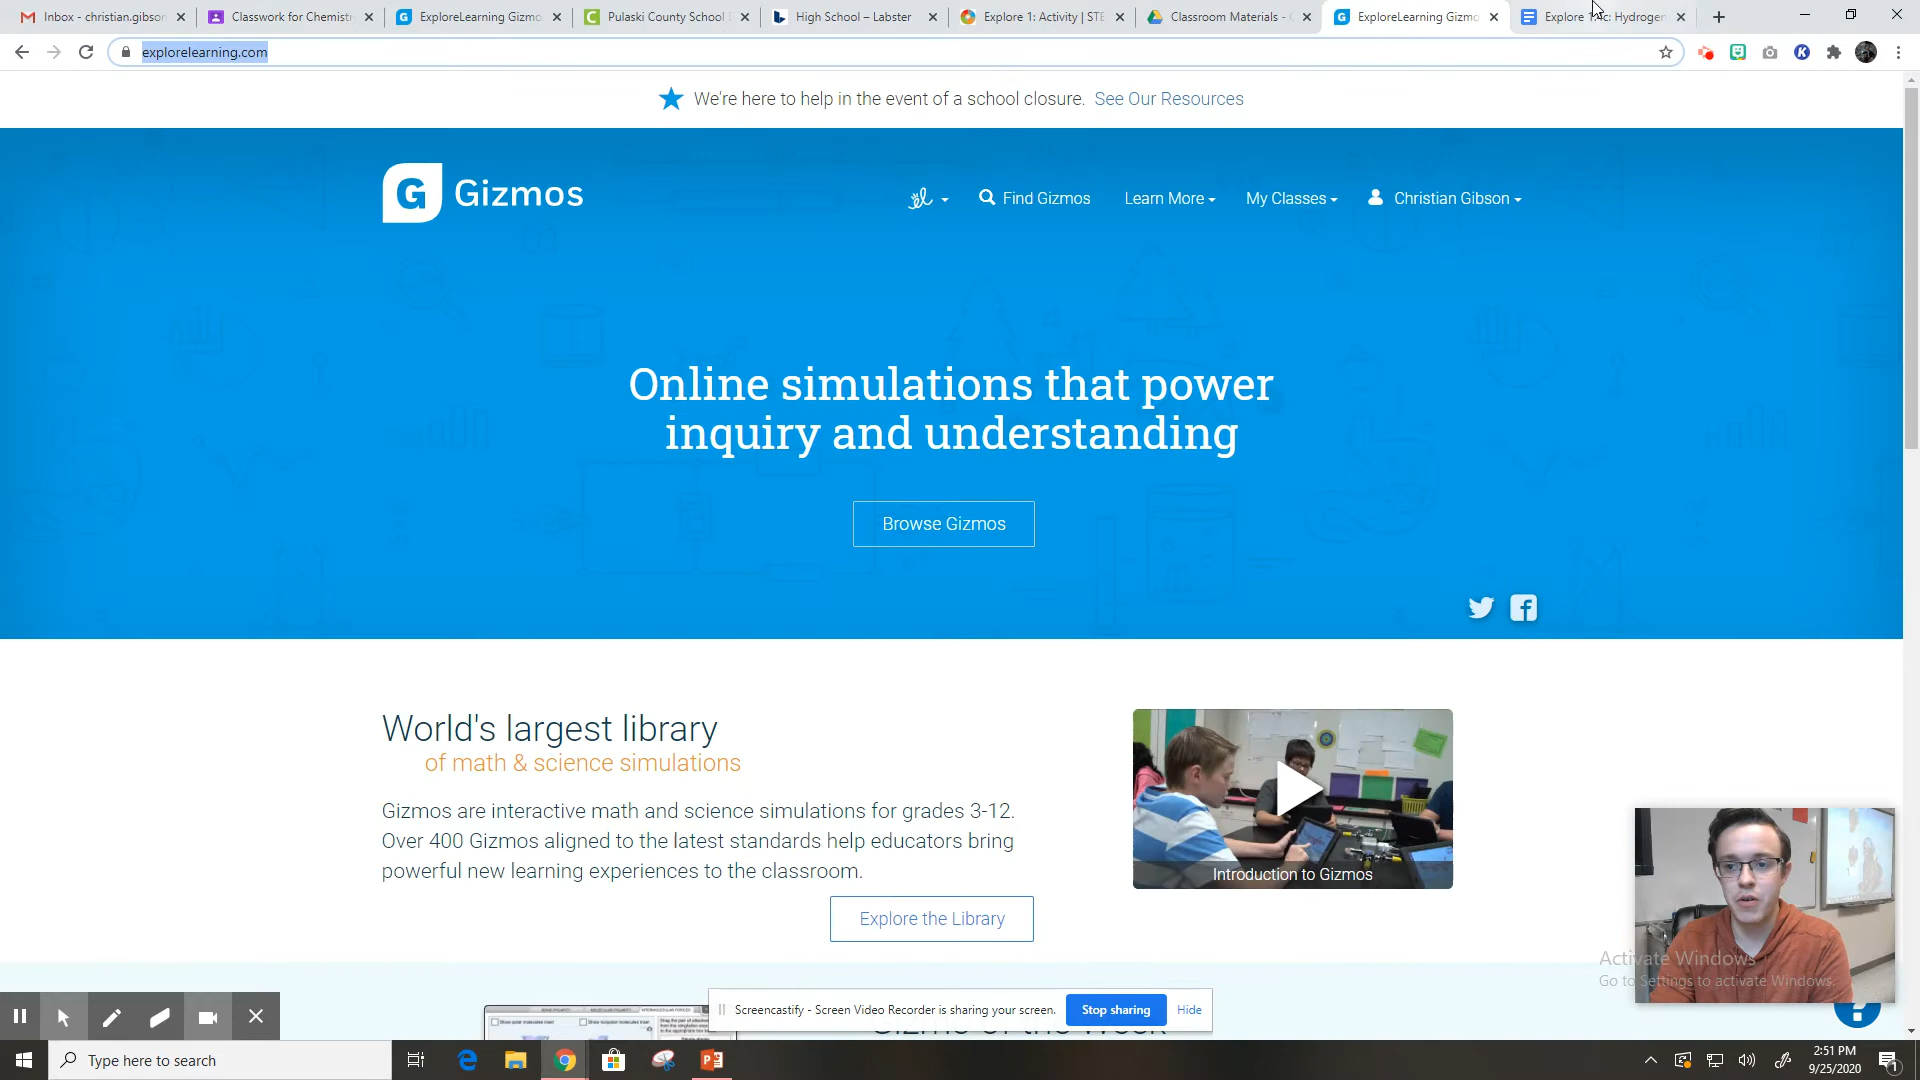 Inbox - christian.gibson
Classwork for Chemistr
ExploreLearning Gizmo
Pulaski County School D
High School – Labster
Explore 1: Activity | STE
Classroom Materials - C
ExploreLearning Gizmo
Explore 1 c: Hydrogen
explorelearning.com
We're here to help in the event of a school closure. See Our Resources
G Gizmos
Find Gizmos
Learn More
My Classes
Christian Gibson
Online simulations that power
inquiry and understanding
Browse Gizmos
World's largest library
of math & science simulations
Gizmos are interactive math and science simulations for grades 3-12.
Over 400 Gizmos aligned to the latest standards help educators bring
powerful new learning experiences to the classroom.
Explore the Library
Introduction to Gizmos
Activate Windows
Go to Settings to activate Windows.
Screencastify - Screen Video Recorder is sharing your screen.
Stop sharing
Hide
Gizmo of the Week
Type here to search
2:51 PM
9/25/2020